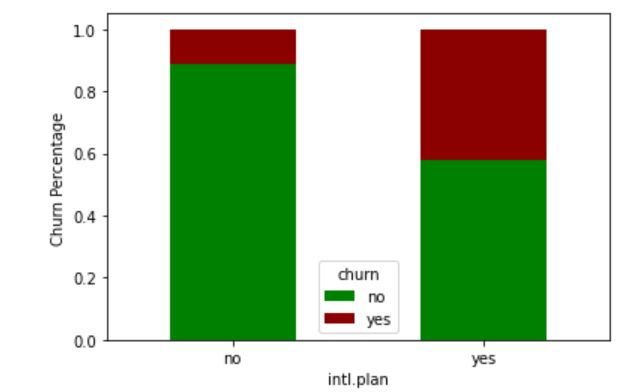 1.0
0.8
0.6
0.4
0.2
0.0
Churn Percentage
churn
no
yes
no yes
intl.plan